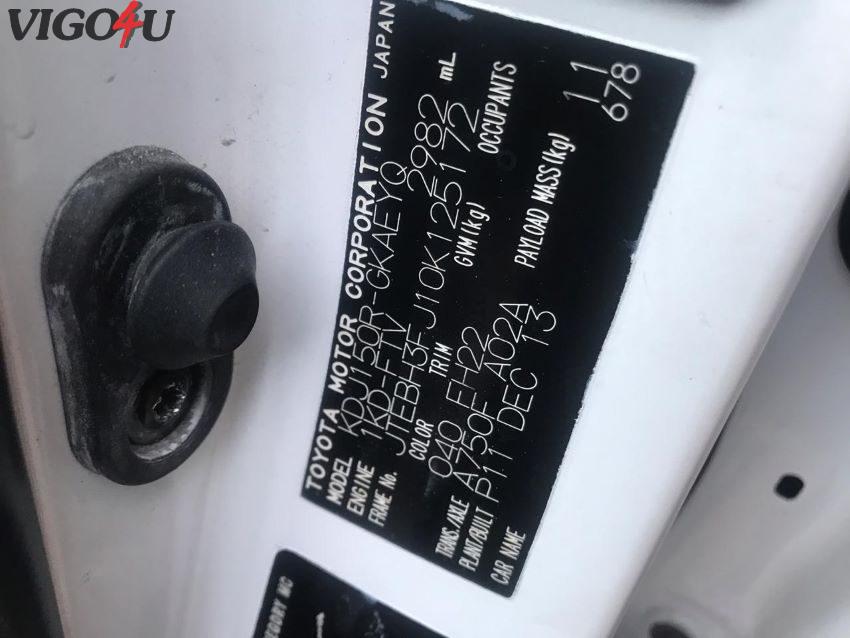 VIGO4U
TOYOTA MOTOR CORPORATION JAPAN
MODEL KDJ150R-GKAEYQ
ENGINE 1KD-FTV 2982 mL
FRAME No. JTEBH3FJ10K125172
COLOR TRIM GVM(kg) OCCUPANTS
040 FH22 11
TRANS./AXLE A750F A02A PAYLOAD MASS(kg) 678
PLANT/BUILT P11 DEC 13
CAR NAME